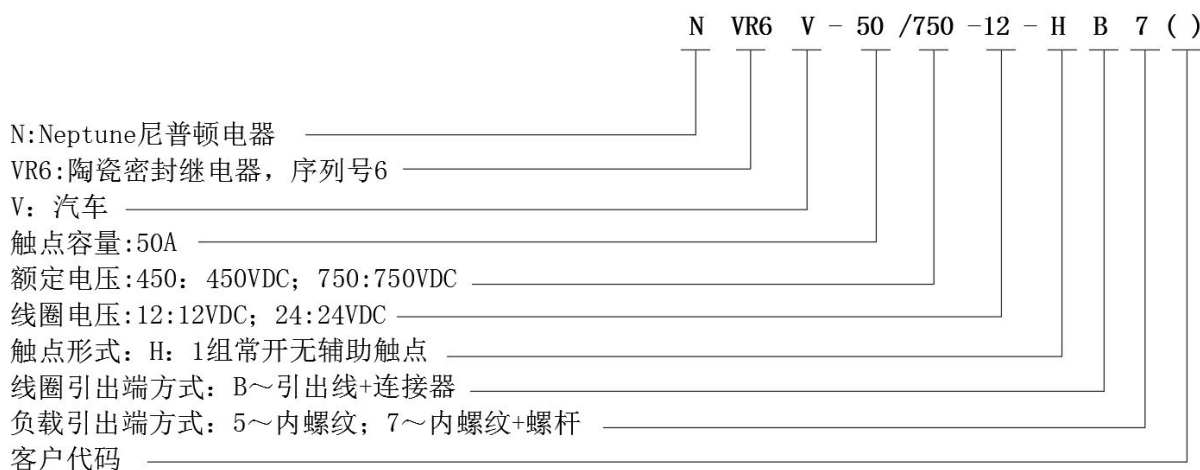 N VR6 V - 50 /750 -12 - H B 7 ( )
N:Neptune尼普顿电器
VR6:陶瓷密封继电器，序列号6
V：汽车
触点容量:50A
额定电压:450：450VDC；750:750VDC
线圈电压:12:12VDC；24:24VDC
触点形式：H：1组常开无辅助触点
线圈引出端方式：B～引出线+连接器
负载引出端方式：5～内螺纹；7～内螺纹+螺杆
客户代码